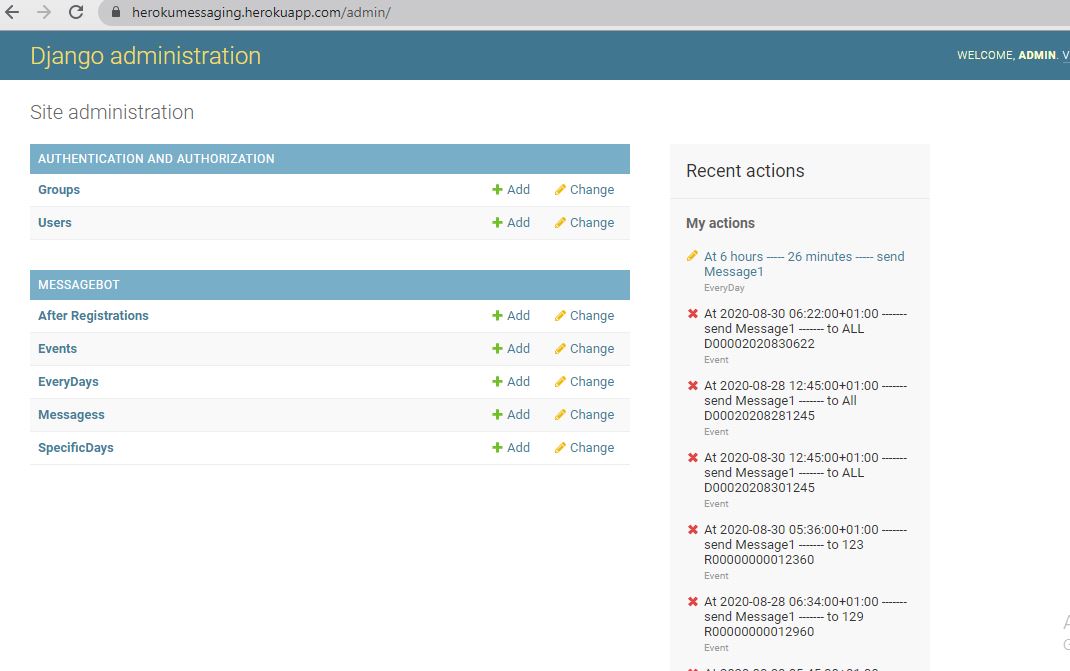 herokumessaging.herokuapp.com/admin/
Django administration
WELCOME, ADMIN. V
Site administration
AUTHENTICATION AND AUTHORIZATION
Groups Add Change
Users Add Change
MESSAGEBOT
After Registrations Add Change
Events Add Change
EveryDays Add Change
Messagess Add Change
SpecificDays Add Change
Recent actions
My actions
At 6 hours ----- 26 minutes ----- send
Message1
EveryDay
At 2020-08-30 06:22:00+01:00 -------
send Message1 ------- to ALL
D00002020830622
Event
At 2020-08-28 12:45:00+01:00 -------
send Message1 ------- to All
D00020208281245
Event
At 2020-08-30 12:45:00+01:00 -------
send Message1 ------- to ALL
D00020208301245
Event
At 2020-08-30 05:36:00+01:00 -------
send Message1 ------- to 123
R00000000012360
Event
At 2020-08-28 06:34:00+01:00 -------
send Message1 ------- to 129
R00000000012960
Event